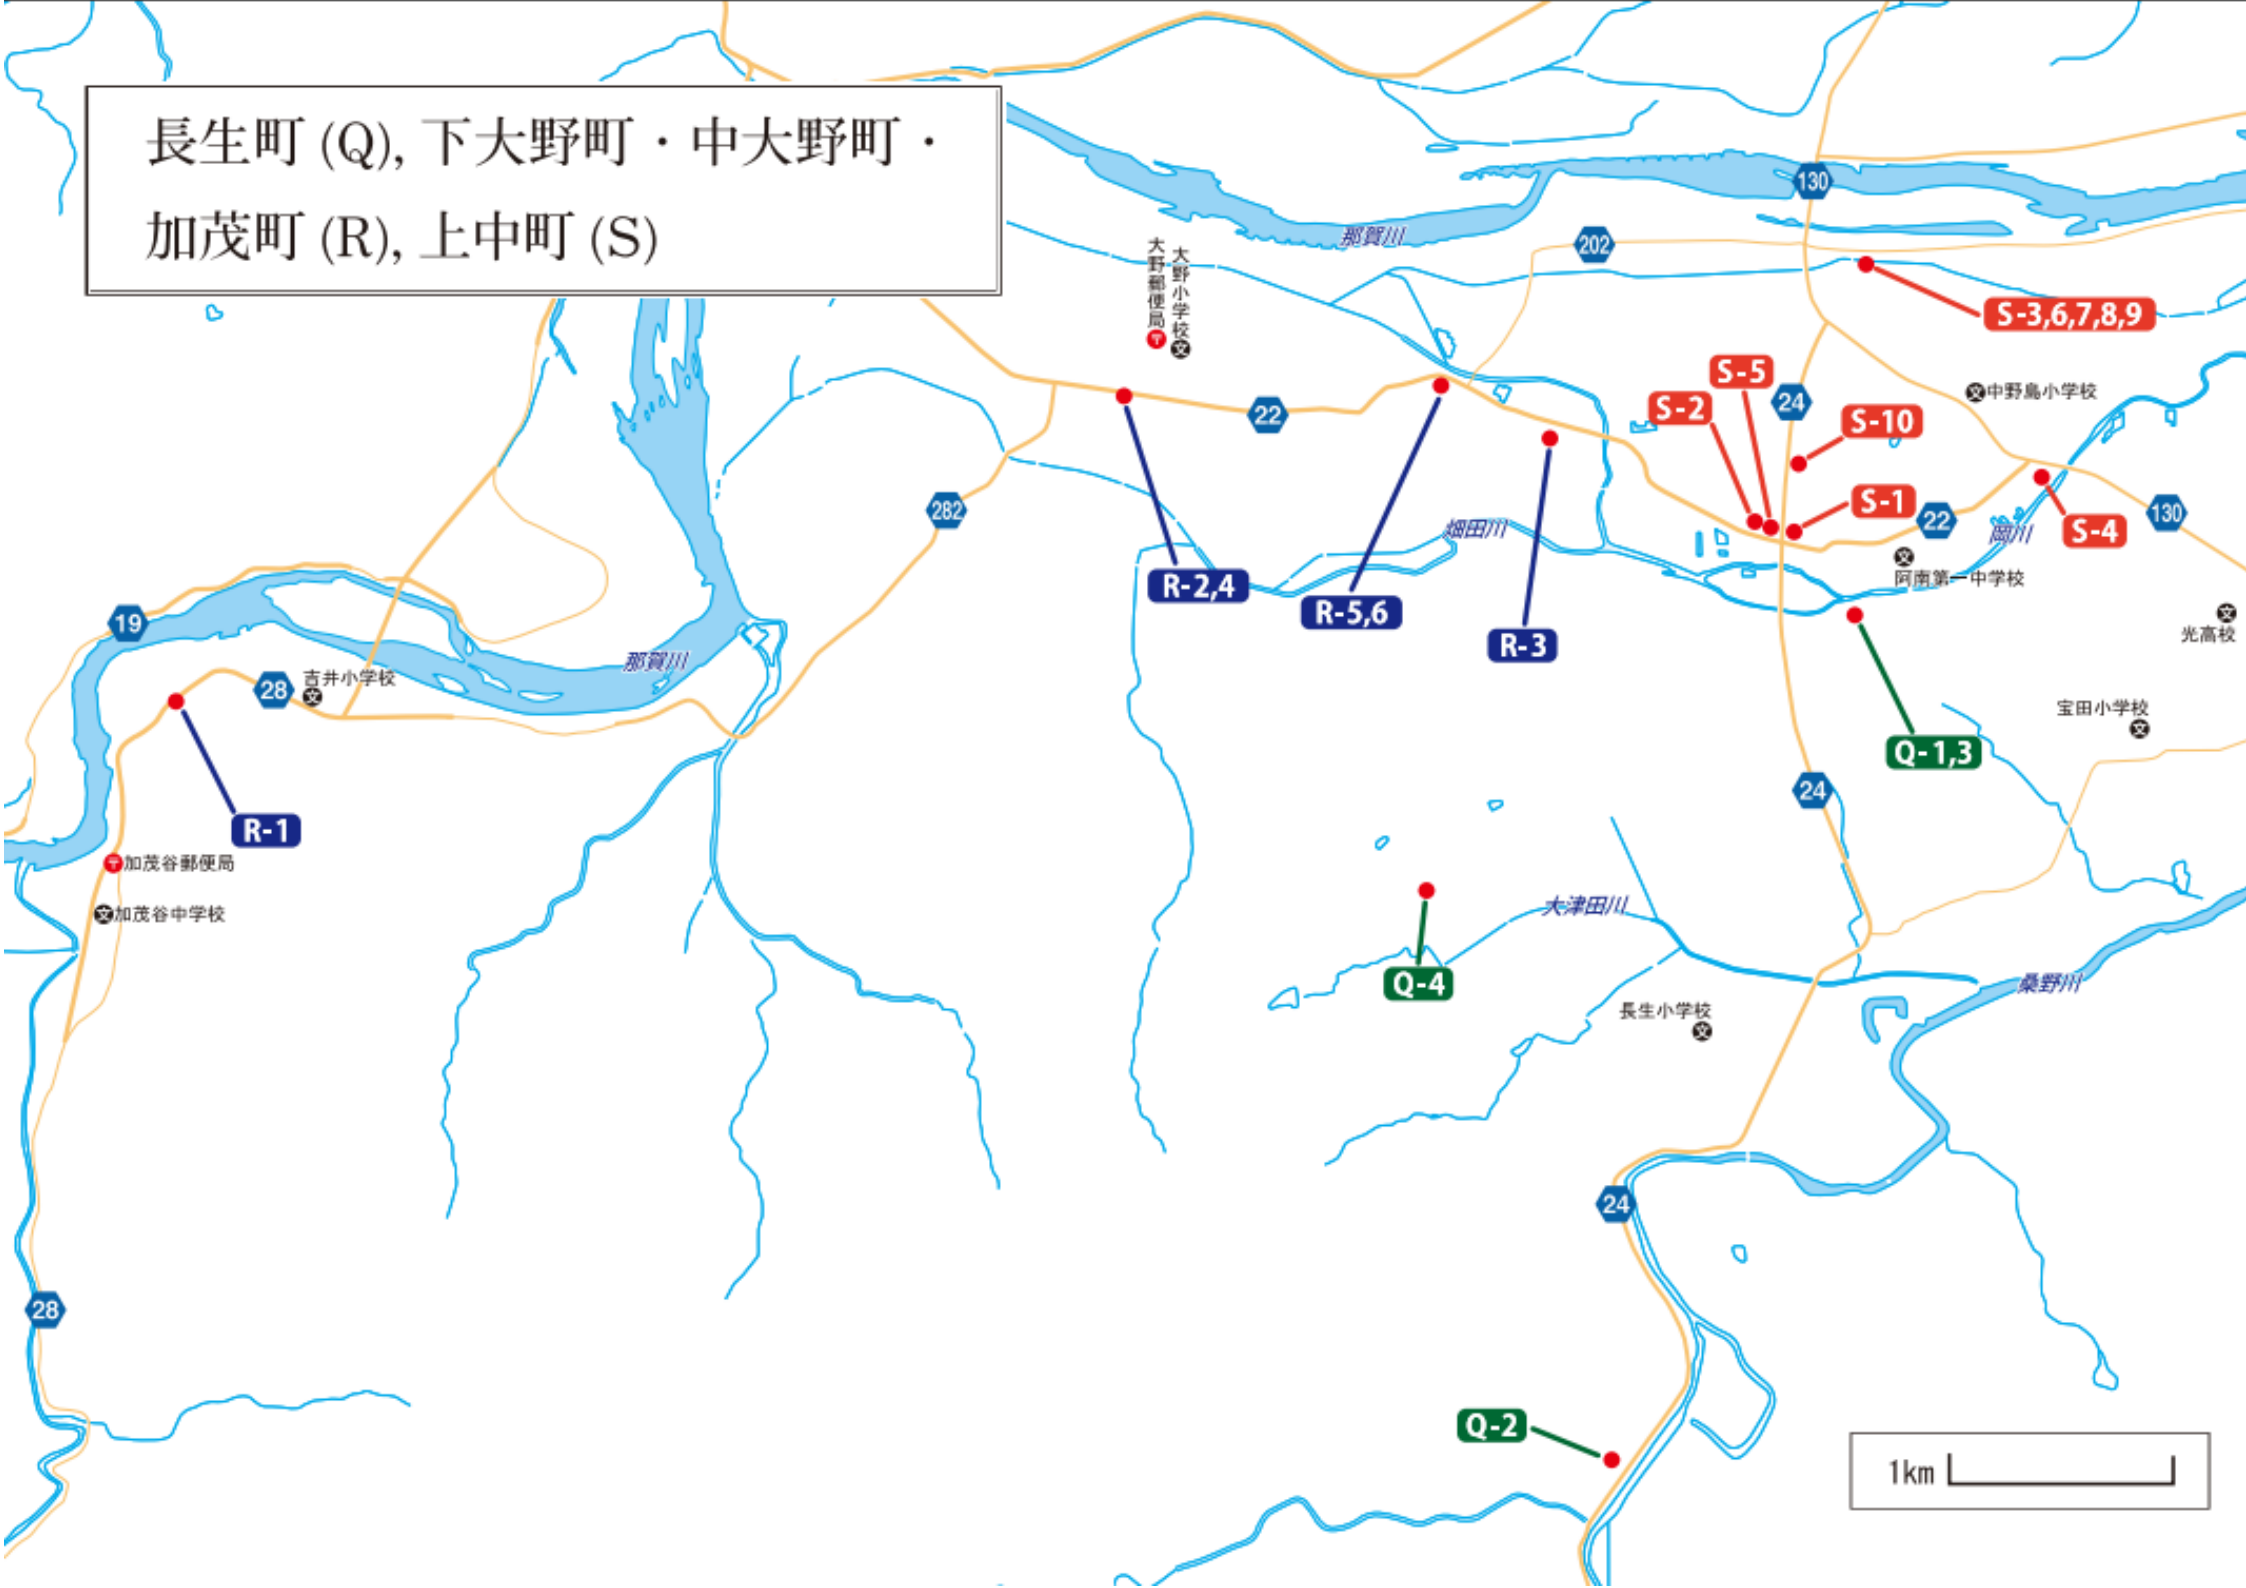 長生町 (Q), 下大野町・中大野町・
加茂町 (R), 上中町 (S)
130
那賀川
202
大野郵便局
大野小学校
S-3,6,7,8,9
S-5
S-2
24
S-10
中野島小学校
22
282
S-1
22
130
畑田川
岡川
S-4
阿南第一中学校
R-2,4
R-5,6
R-3
19
光高校
那賀川
28
吉井小学校
宝田小学校
Q-1,3
24
R-1
加茂谷郵便局
加茂谷中学校
大津田川
Q-4
桑野川
長生小学校
24
28
Q-2
1km